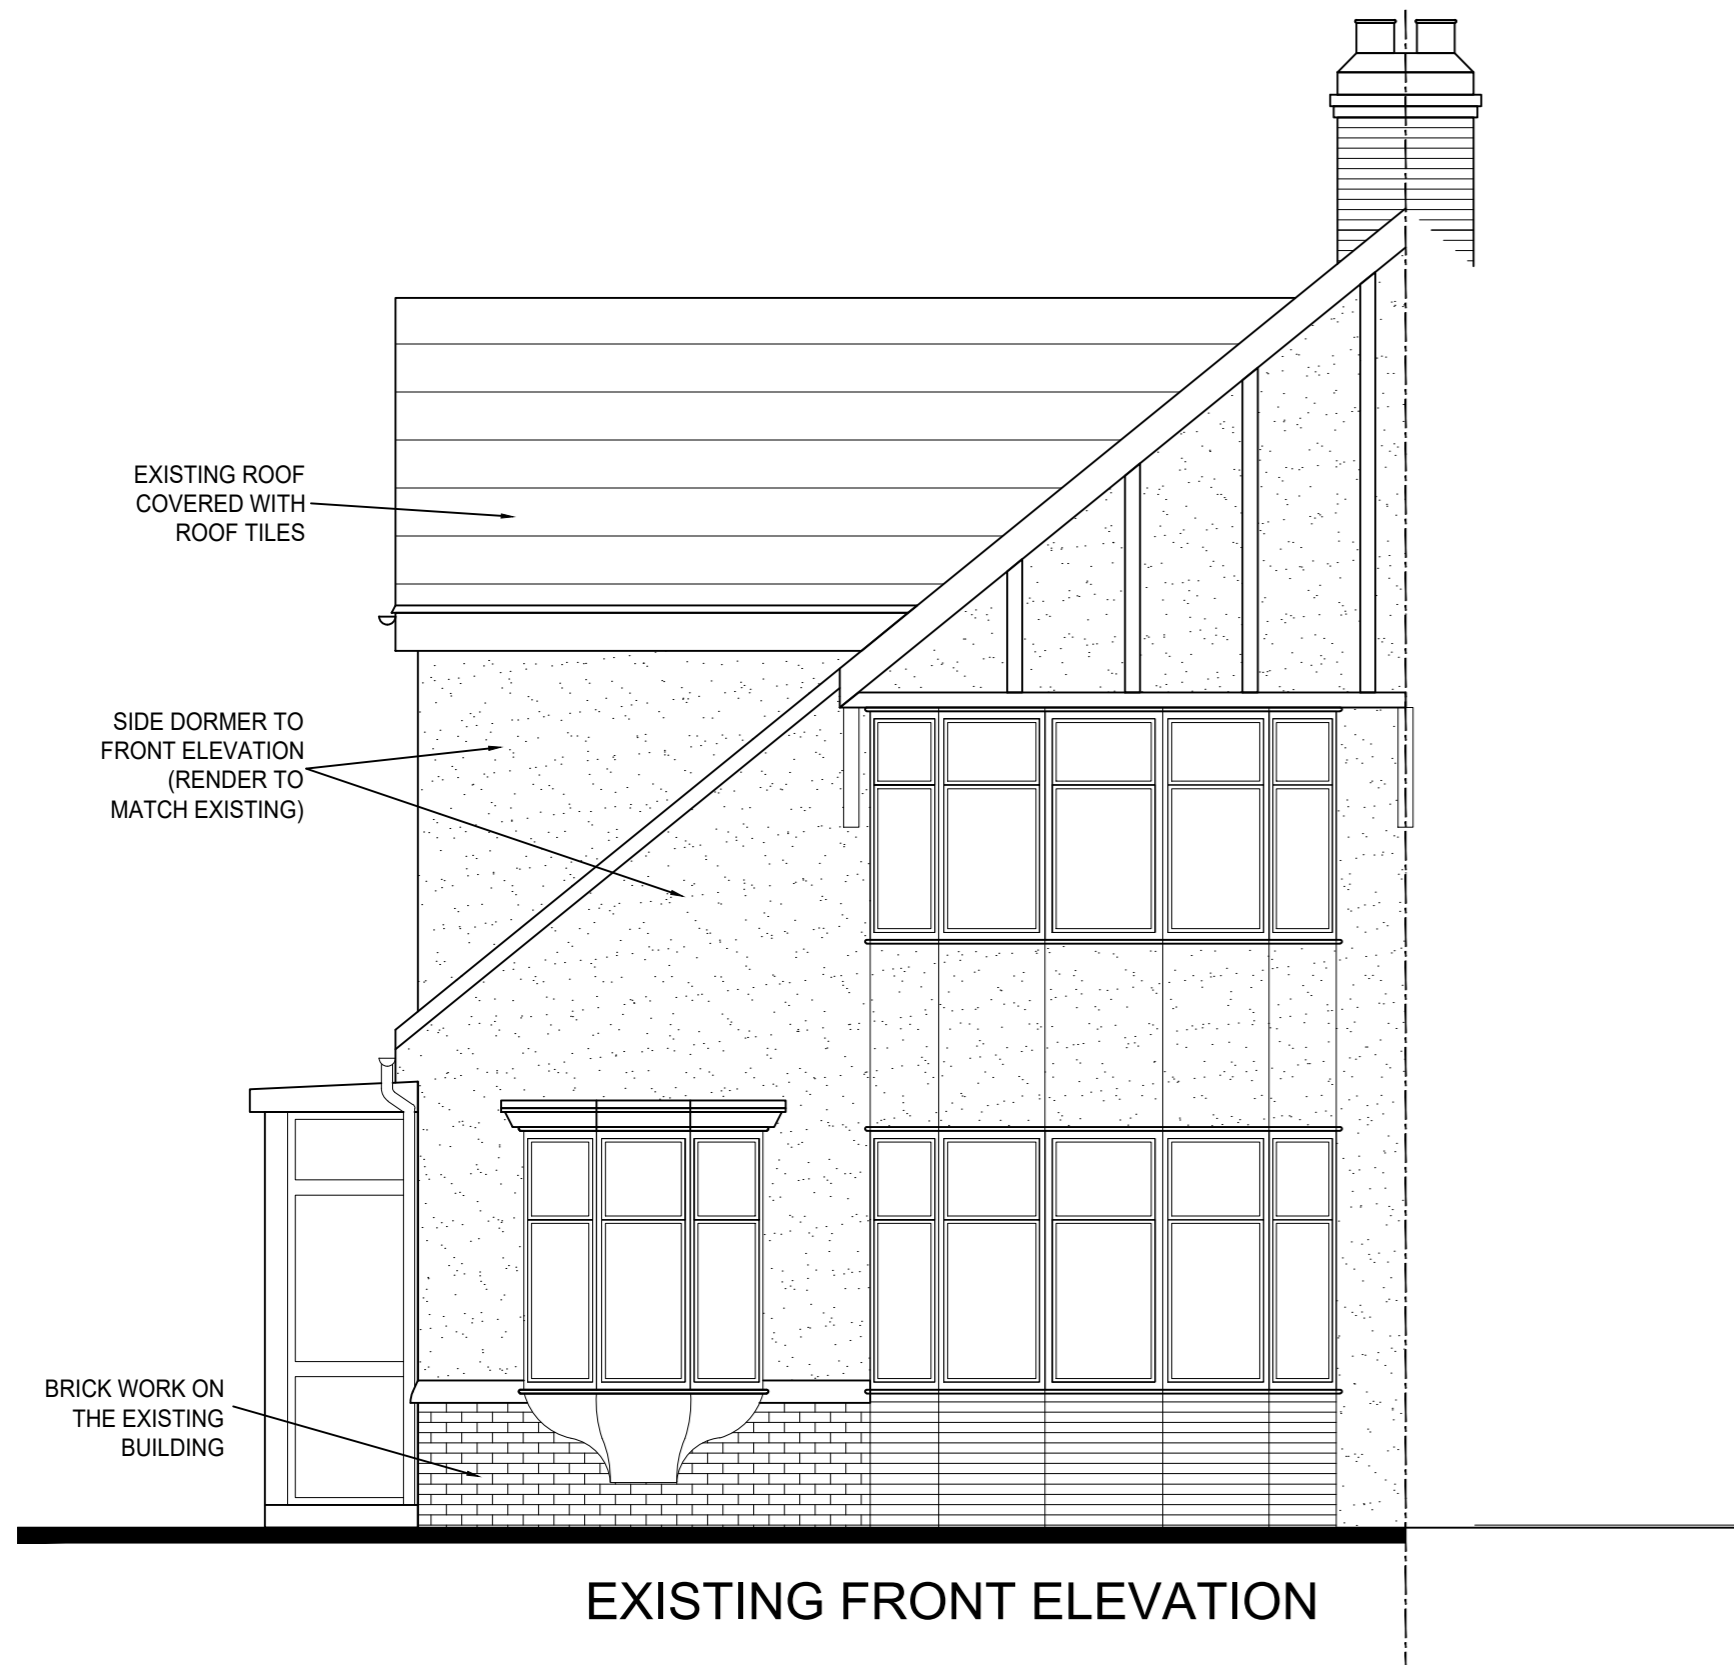 EXISTING ROOF
COVERED WITH
ROOF TILES
SIDE DORMER TO
FRONT ELEVATION
(RENDER TO
MATCH EXISTING)
BRICK WORK ON
THE EXISTING
BUILDING
EXISTING FRONT ELEVATION